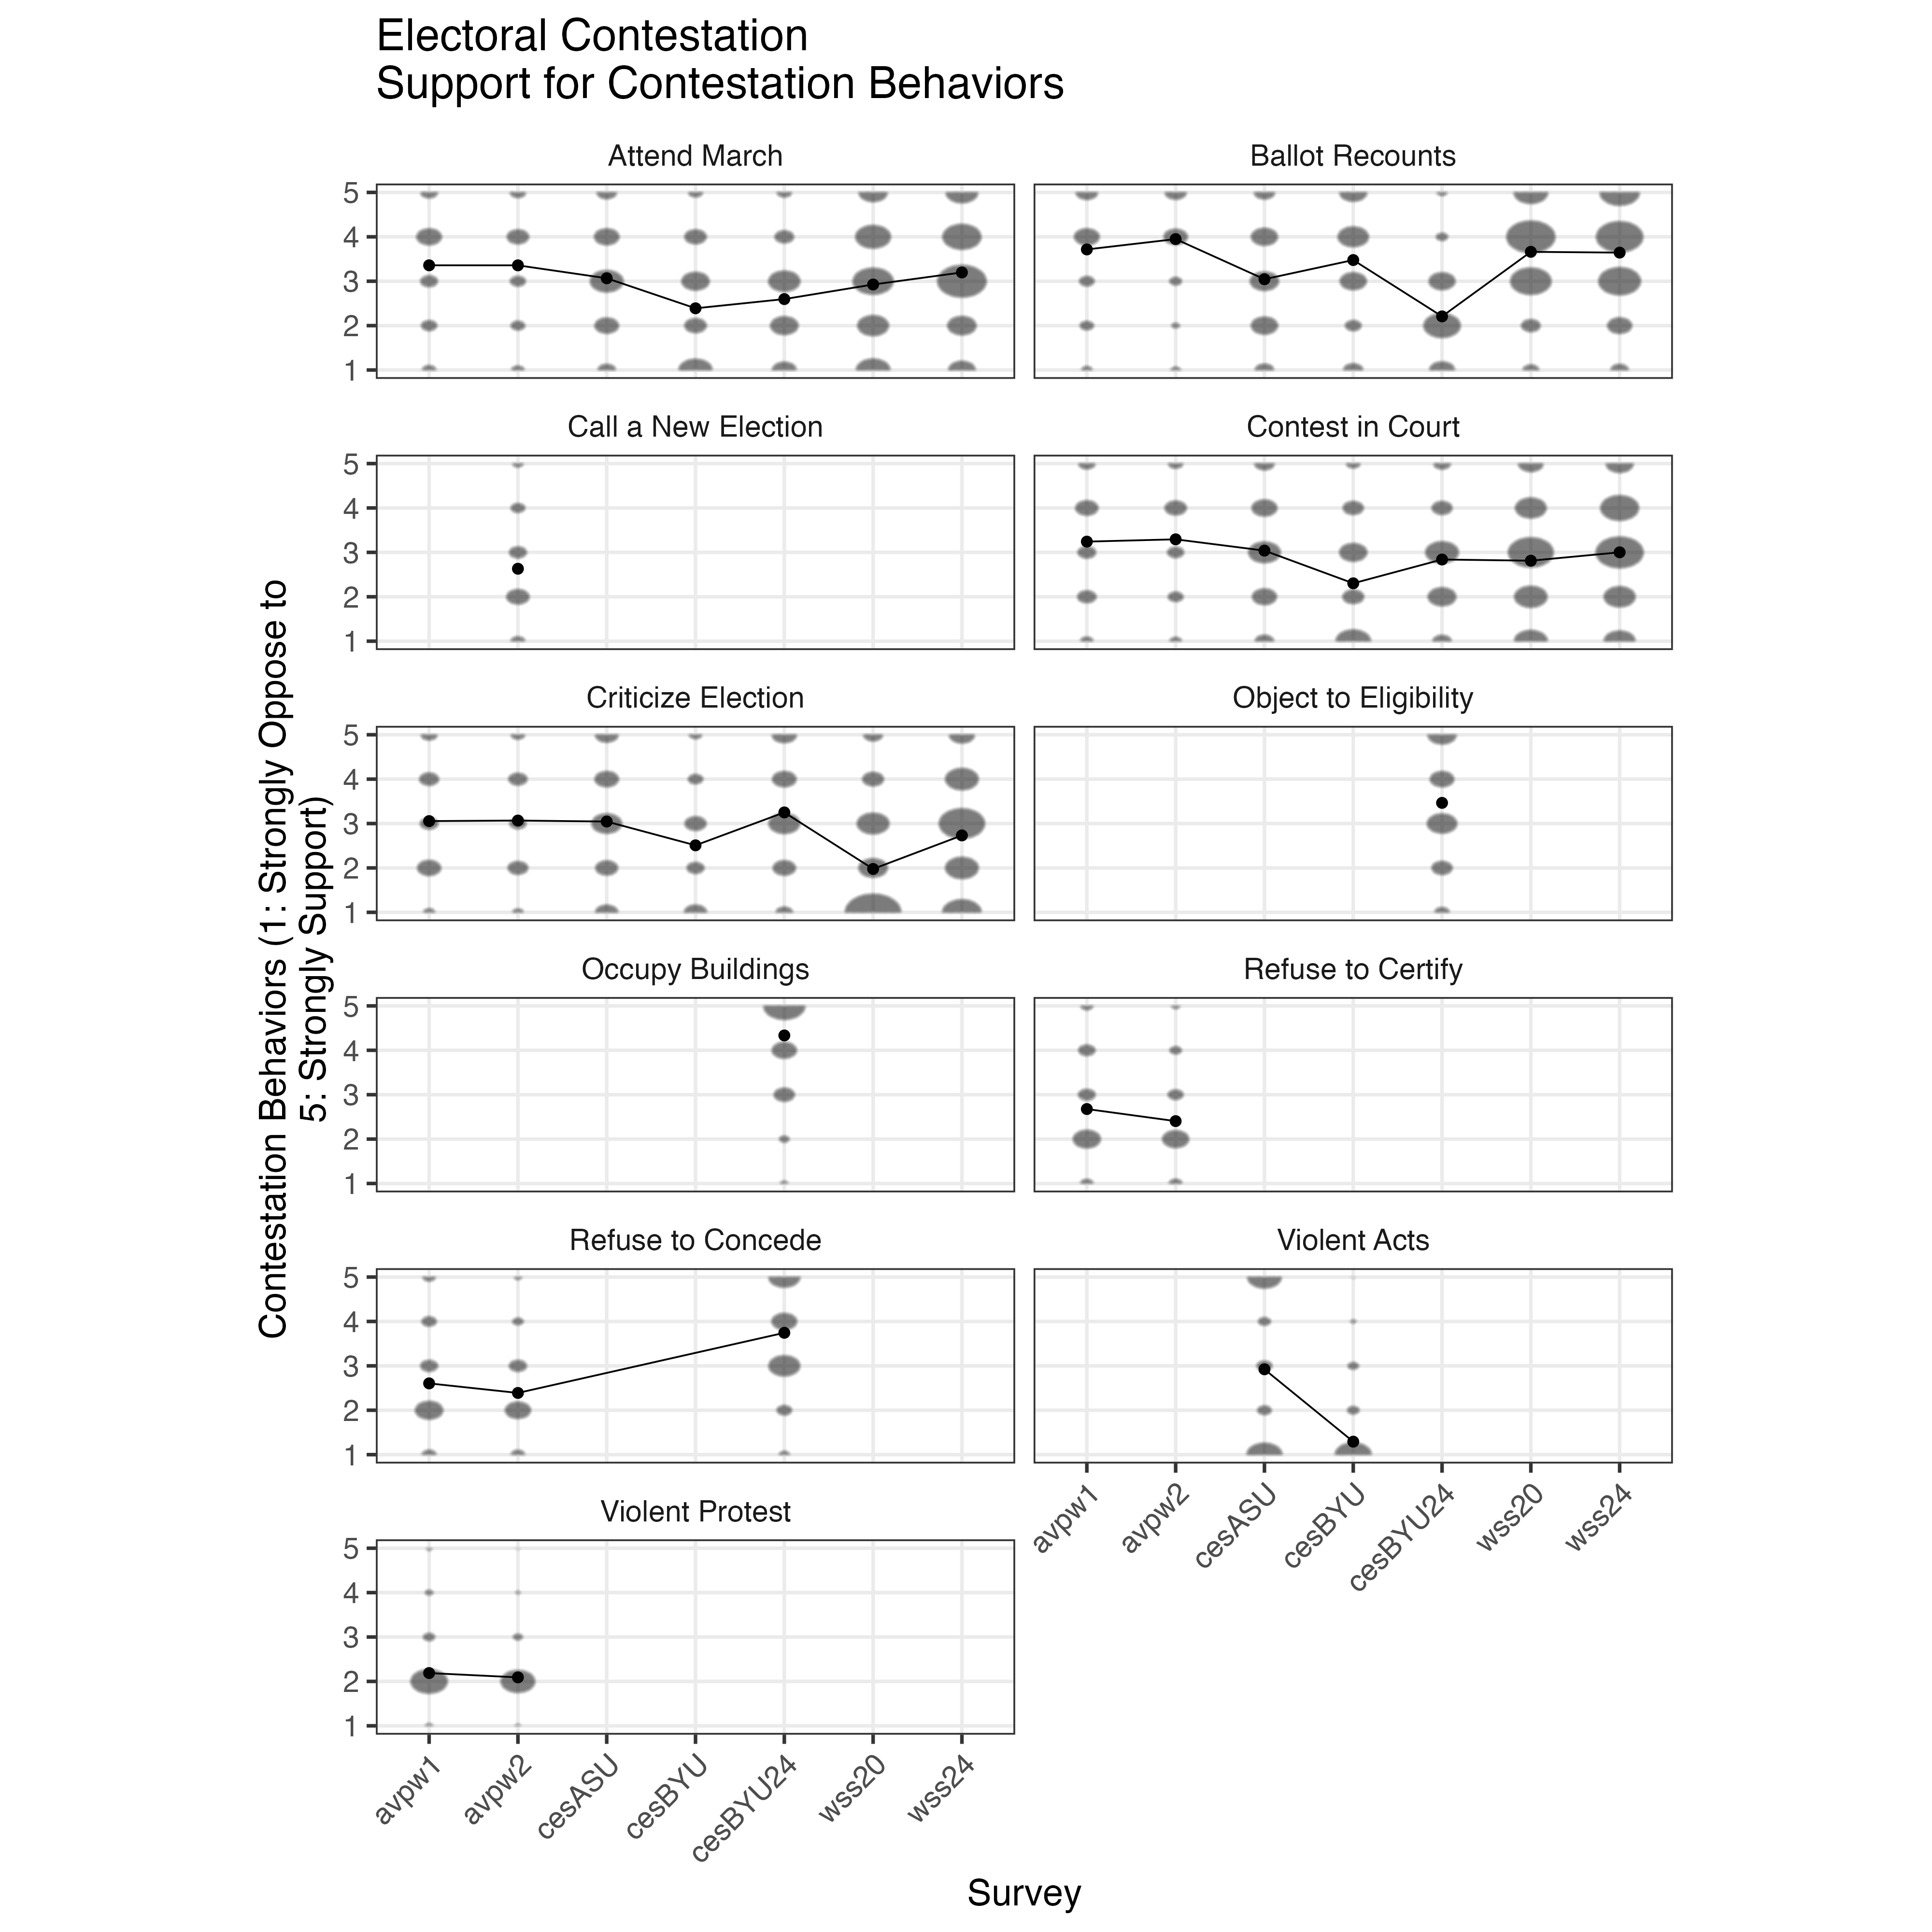 Electoral Contestation
Support for Contestation Behaviors
Contestation Behaviors (1: Strongly Oppose to
5: Strongly Support)
Attend March
5
4
3
2
1
Ballot Recounts
Call a New Election
5
4
3
2
1
Contest in Court
Criticize Election
5
4
3
2
1
Object to Eligibility
Occupy Buildings
5
4
3
2
1
Refuse to Certify
Refuse to Concede
5
4
3
2
1
Violent Acts
avpw1
avpw2
cesASU
cesBYU
cesBYU24
wss20
wss24
Violent Protest
5
4
3
2
1
avpw1
avpw2
cesASU
cesBYU
cesBYU24
wss20
wss24
Survey